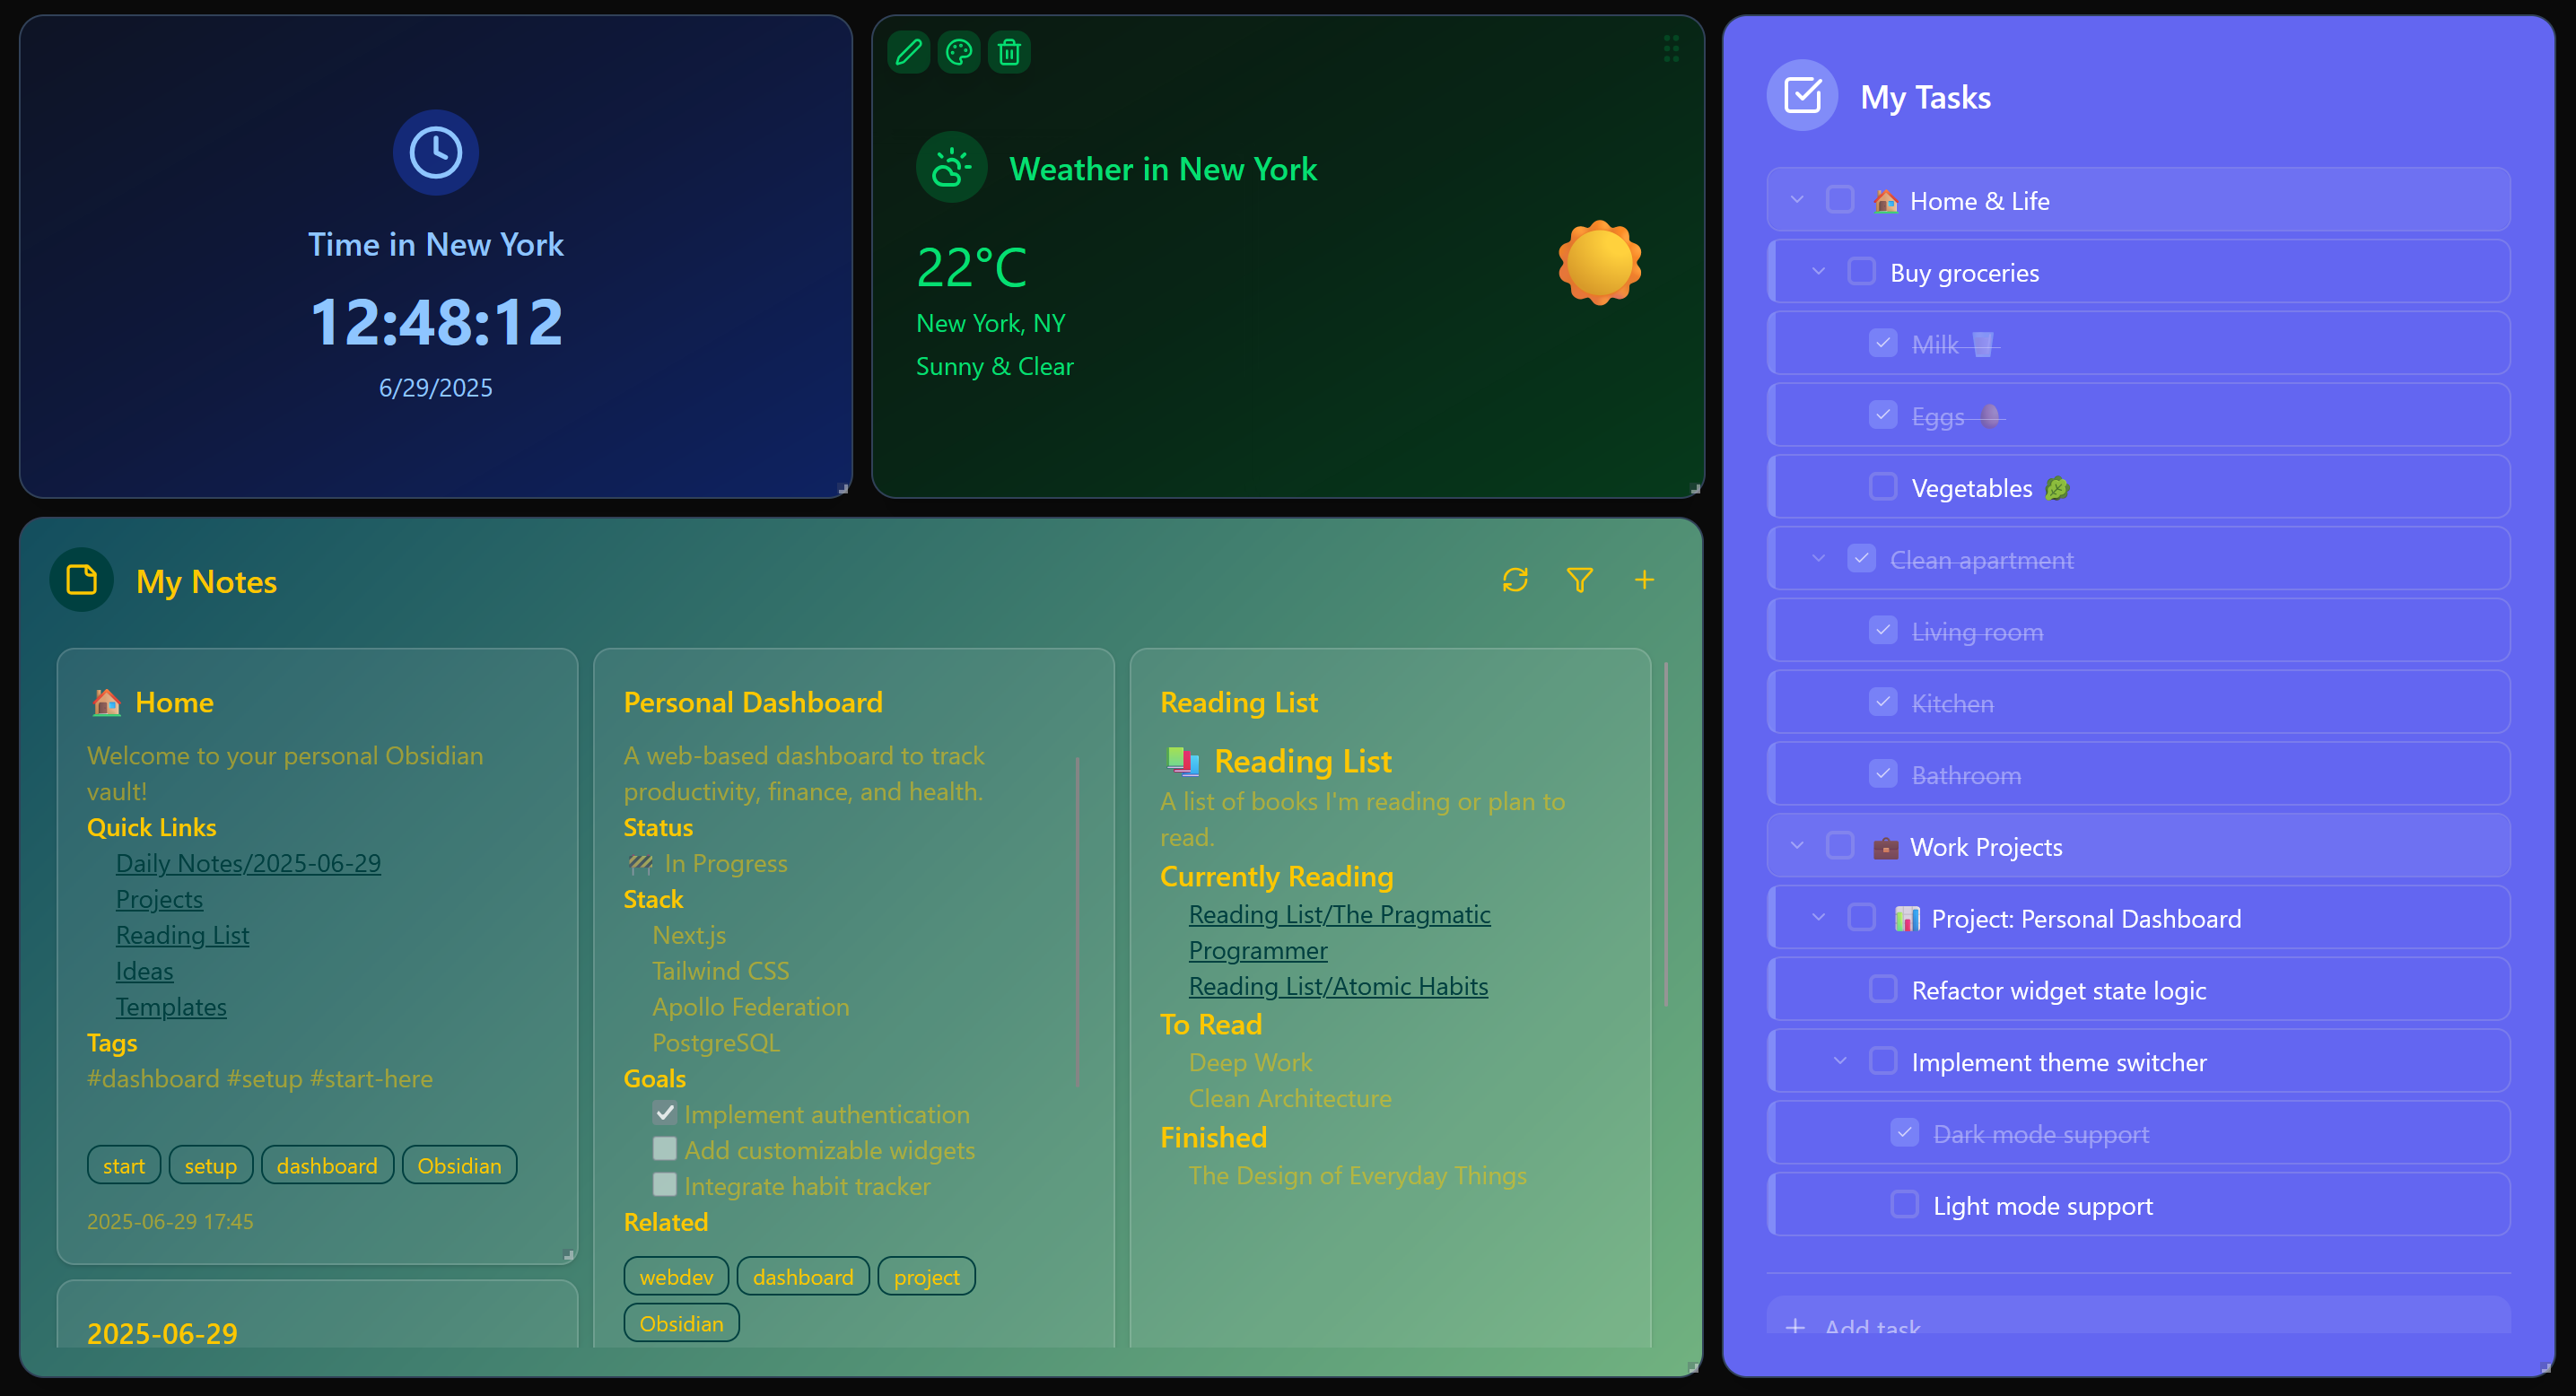 Time in New York
12:48:12
6/29/2025
Weather in New York
22°C
New York, NY
Sunny & Clear
My Notes
Home
Welcome to your personal Obsidian
vault!
Quick Links
Daily Notes/2025-06-29
Projects
Reading List
Ideas
Templates
Tags
#dashboard #setup #start-here
start
setup
dashboard
Obsidian
2025-06-29 17:45
2025-06-29
Personal Dashboard
A web-based dashboard to track
productivity, finance, and health.
Status
🚧 In Progress
Stack
Next.js
Tailwind CSS
Apollo Federation
PostgreSQL
Goals
Implement authentication
Add customizable widgets
Integrate habit tracker
Related
webdev
dashboard
project
Obsidian
Reading List
Reading List
A list of books I'm reading or plan to
read.
Currently Reading
Reading List/The Pragmatic
Programmer
Reading List/Atomic Habits
To Read
Deep Work
Clean Architecture
Finished
The Design of Everyday Things
My Tasks
Home & Life
Buy groceries
Milk
Eggs
Vegetables
Clean apartment
Living room
Kitchen
Bathroom
Work Projects
Project: Personal Dashboard
Refactor widget state logic
Implement theme switcher
Dark mode support
Light mode support
Add task